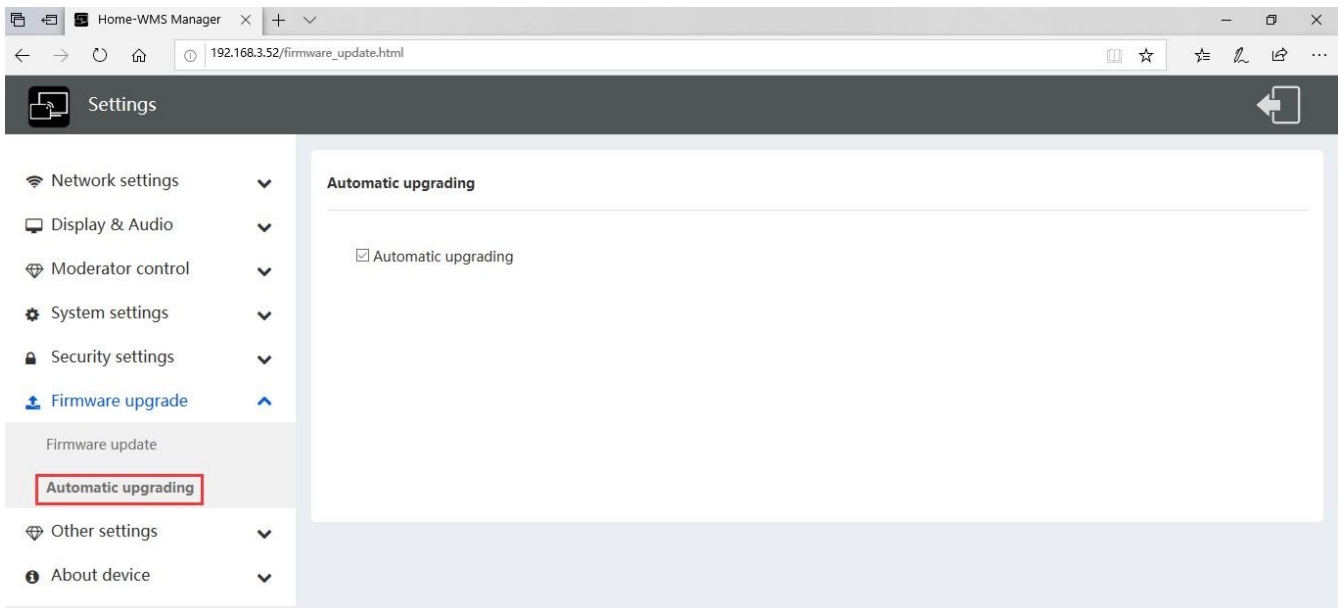 Home-WMS Manager
192.168.3.52/firmware_update.html
Settings
Network settings
Display & Audio
Moderator control
System settings
Security settings
Firmware upgrade
Firmware update
Automatic upgrading
Other settings
About device
Automatic upgrading
Automatic upgrading